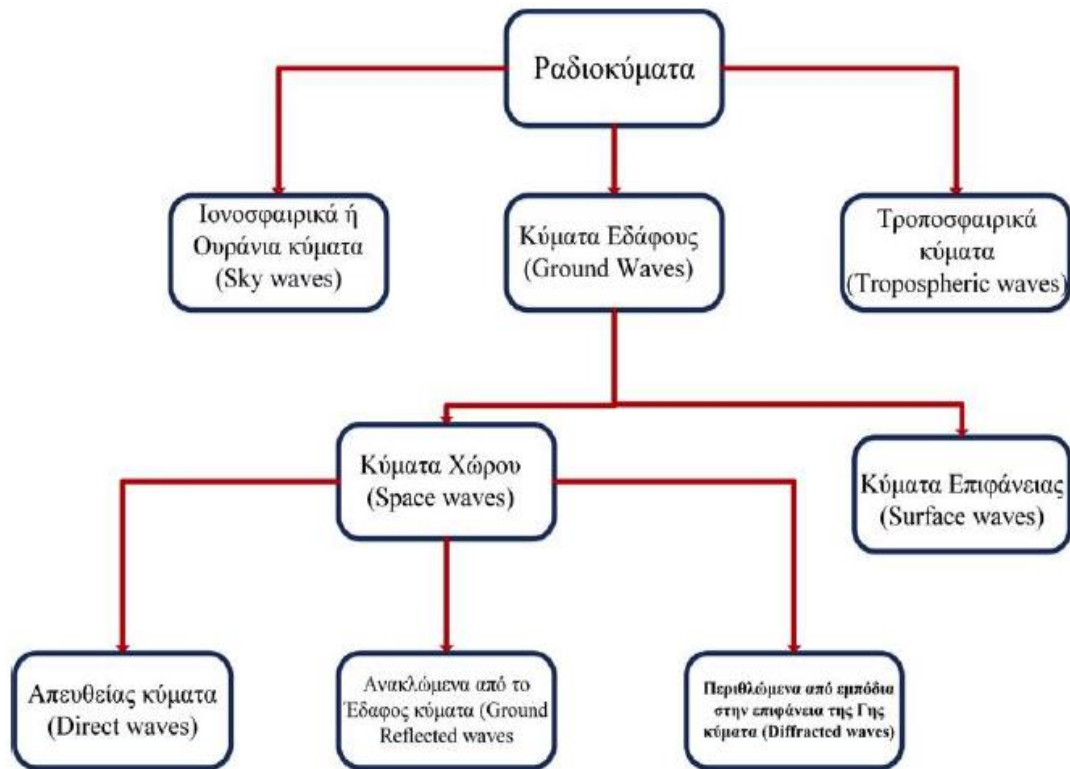 Ραδιοκύματα
Ιονοσφαιρικά ή
Ουράνια κύματα
(Sky waves)
Κύματα Εδάφους
(Ground Waves)
Τροποσφαιρικά
κύματα
(Tropospheric waves)
Κύματα Χώρου
(Space waves)
Κύματα Επιφάνειας
(Surface waves)
Απευθείας κύματα
(Direct waves)
Ανακλώμενα από το
Έδαφος κύματα (Ground
Reflected waves
Περιθλώμενα από εμπόδια
στην επιφάνεια της Γης
κύματα (Diffracted waves)